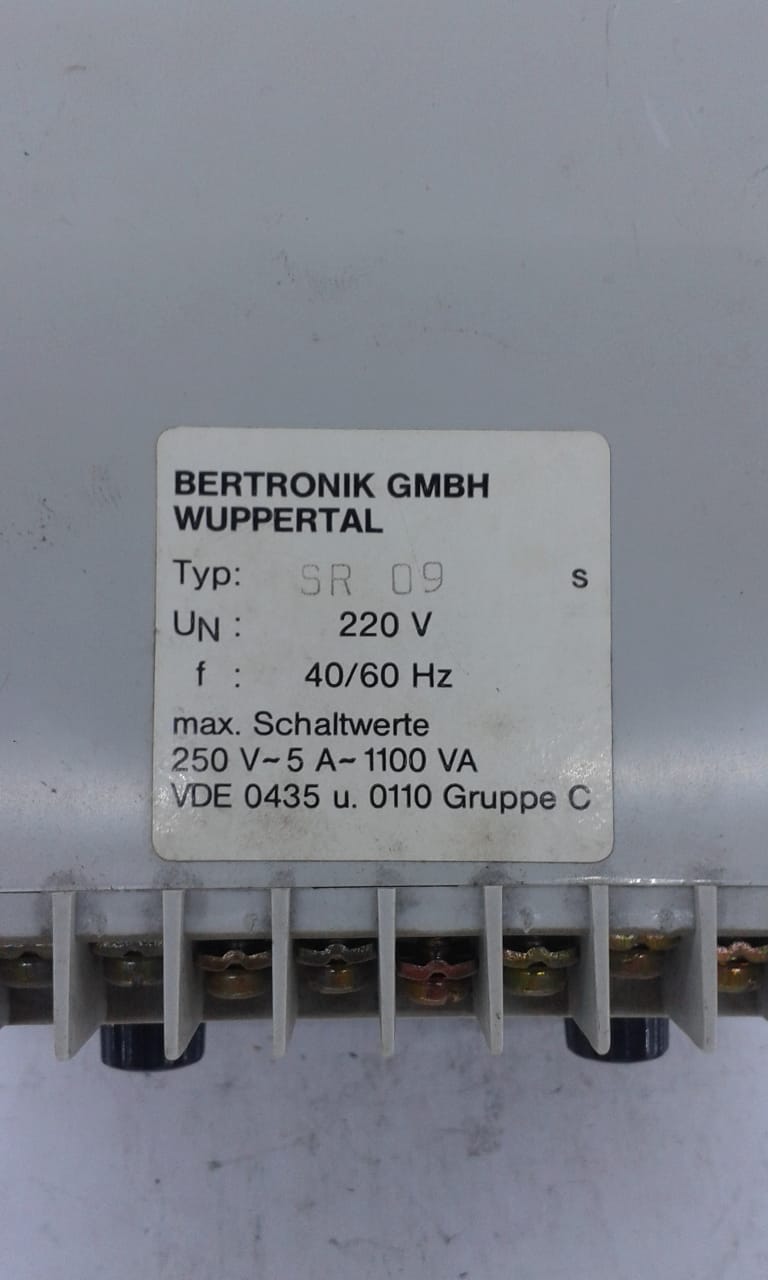 BERTRONIK GMBH
WUPPERTAL
Typ: SR 09 S
UN : 220 V
f : 40/60 Hz
max. Schaltwerte
250 V~5 A~1100 VA
VDE 0435 u. 0110 Gruppe C